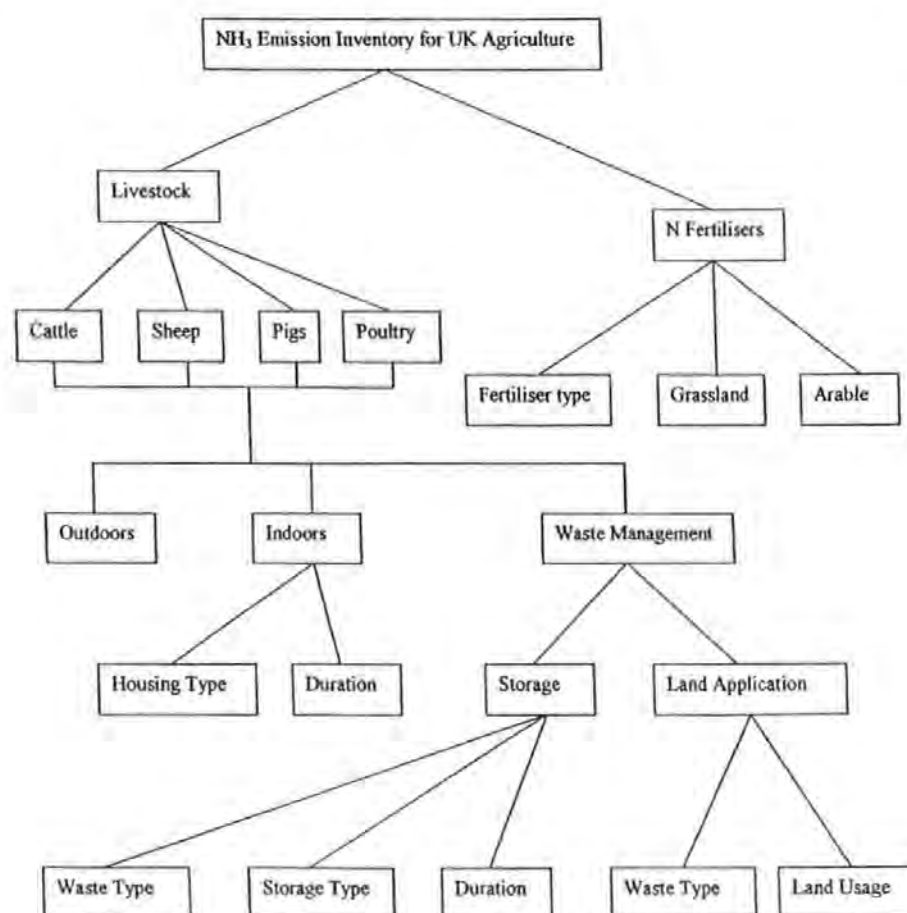 NH₃ Emission Inventory for UK Agriculture
Livestock
N Fertilisers
Cattle
Sheep
Pigs
Poultry
Fertiliser type
Grassland
Arable
Outdoors
Indoors
Waste Management
Housing Type
Duration
Storage
Land Application
Waste Type
Storage Type
Duration
Waste Type
Land Usage